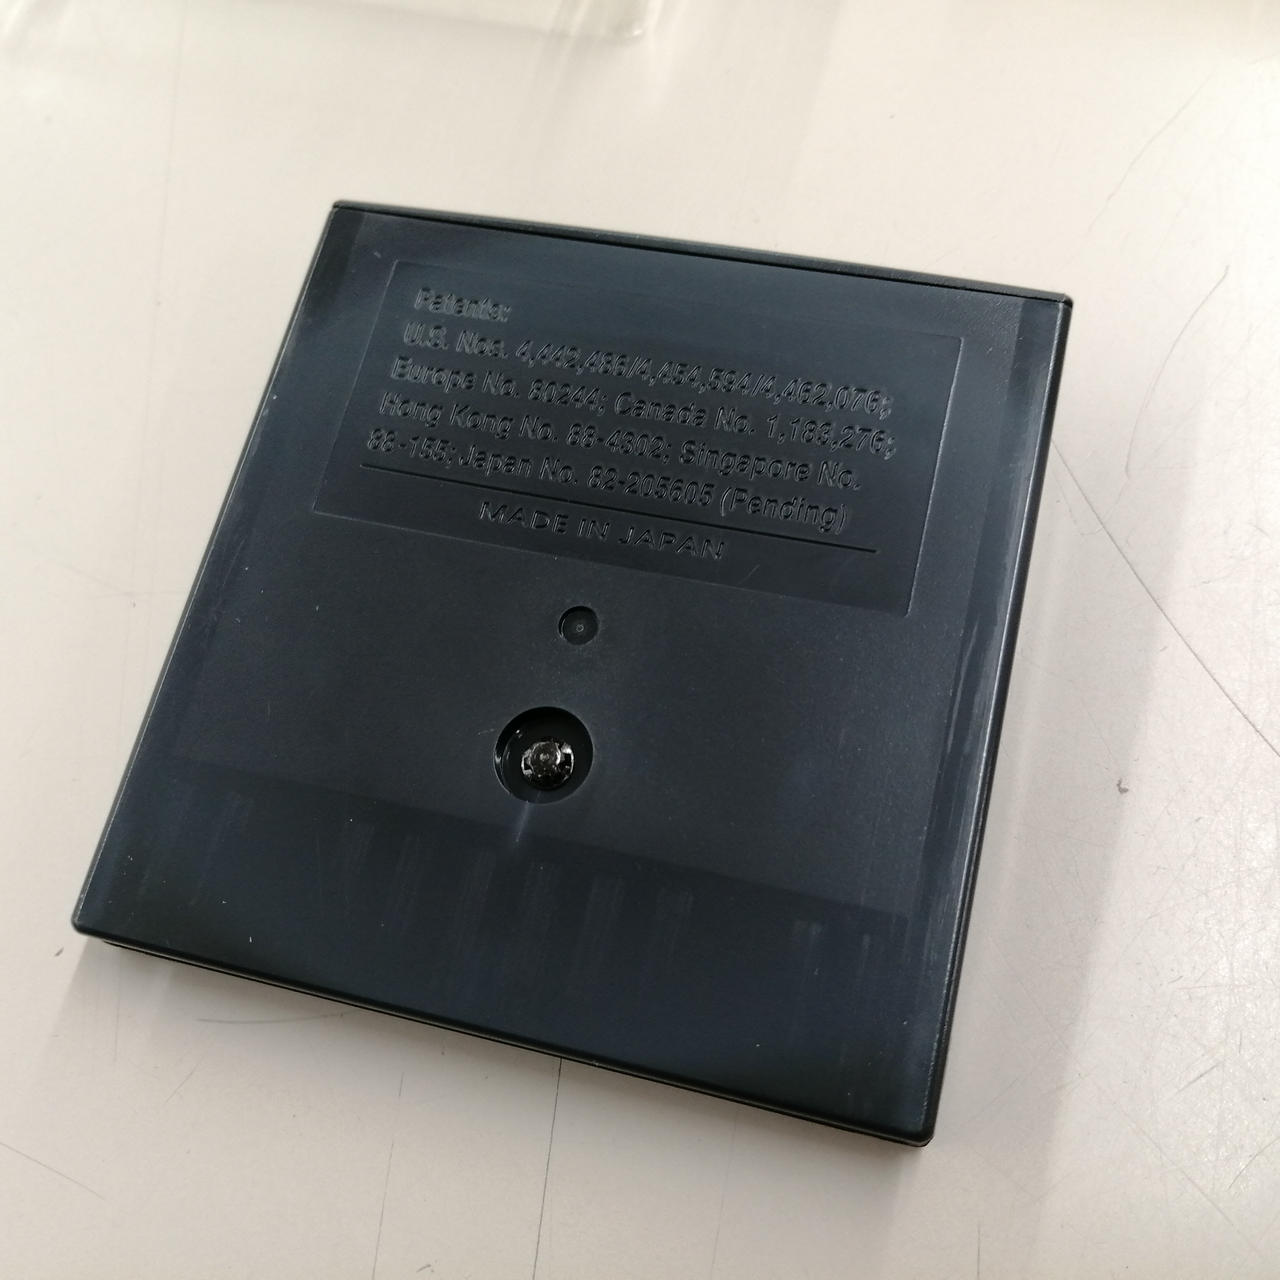 Patents:
U.S. Nos. 4,442,486/4,454,594/4,462,076;
Europe No. 80244; Canada No. 1,183,276;
Hong Kong No. 88-4302; Singapore No.
88-155; Japan No. 82-205605 (Pending)
MADE IN JAPAN